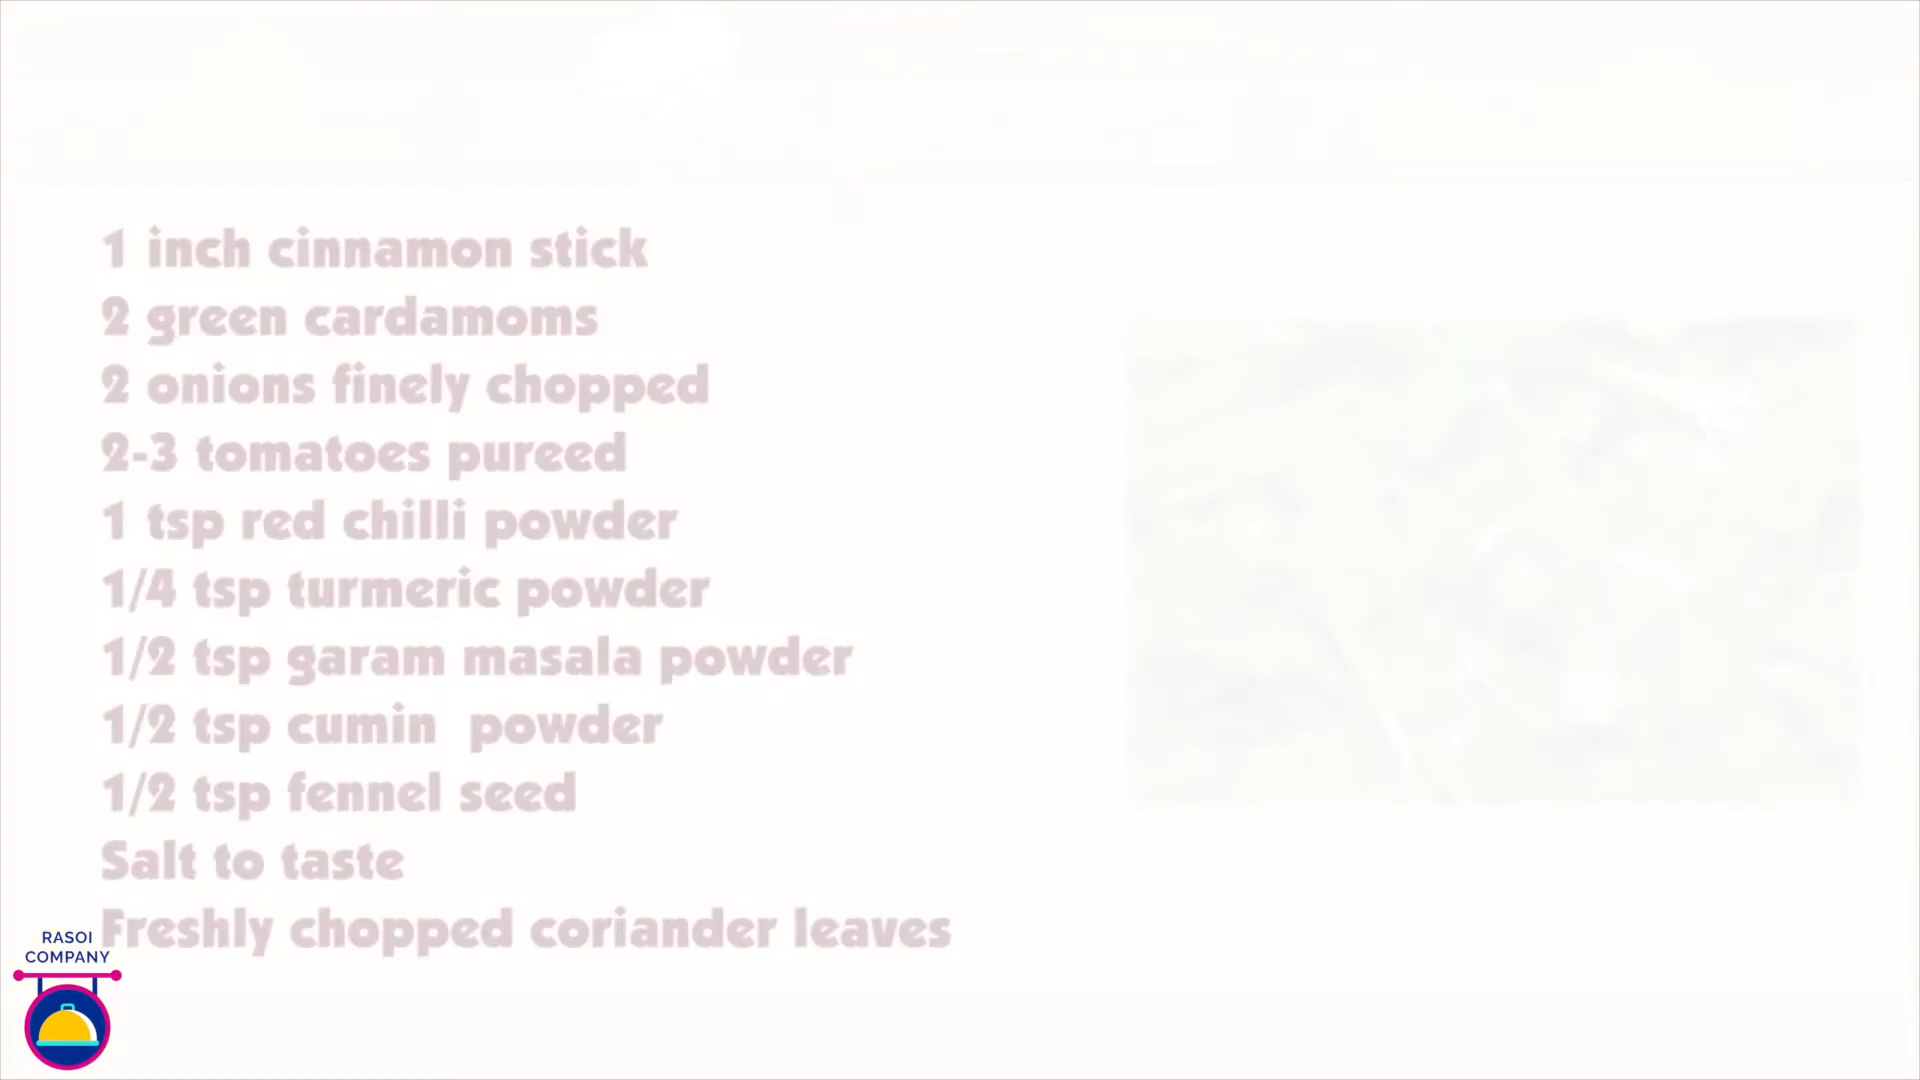 1 inch cinnamon stick
2 green cardamoms
2 onions finely chopped
2-3 tomatoes pureed
1 tsp red chilli powder
1/4 tsp turmeric powder
1/2 tsp garam masala powder
1/2 tsp cumin  powder
1/2 tsp fennel seed
Salt to taste
Freshly chopped coriander leaves
RASOI
COMPANY